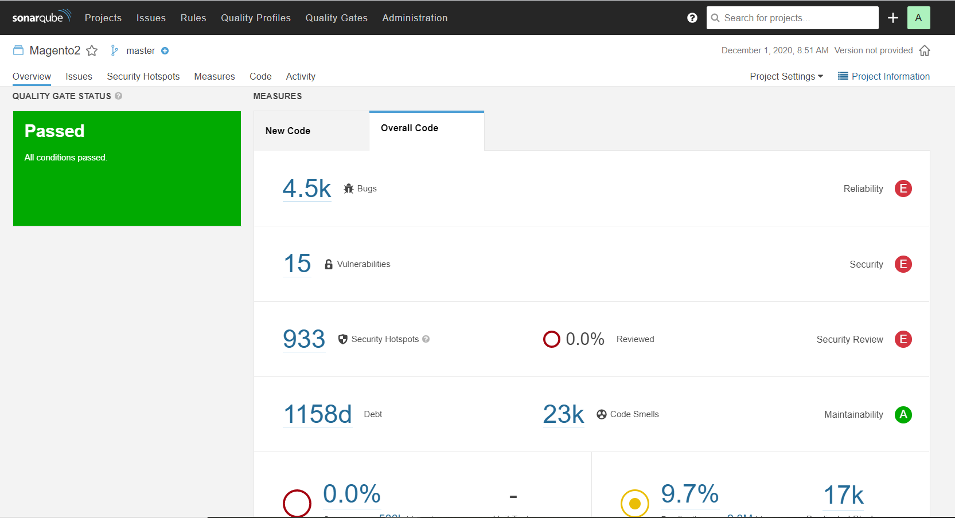 sonarqube Projects Issues Rules Quality Profiles Quality Gates Administration ? Search for projects... + A
Magento2 master December 1, 2020, 8:51 AM Version not provided
Overview Issues Security Hotspots Measures Code Activity Project Settings Project Information
QUALITY GATE STATUS ? MEASURES
Passed
All conditions passed.
New Code Overall Code
4.5k Bugs Reliability E
15 Vulnerabilities Security E
933 Security Hotspots ? 0.0% Reviewed Security Review E
1158d Debt 23k Code Smells Maintainability A
0.0% - 9.7% 17k